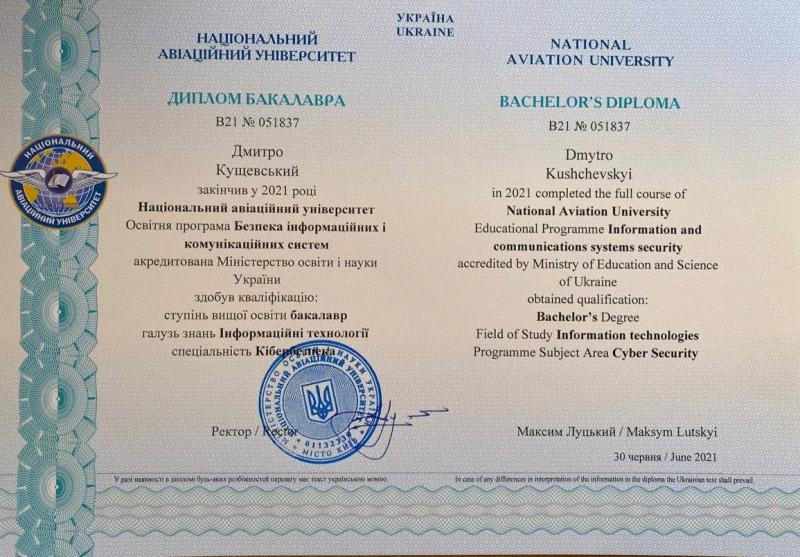 УКРАЇНА
UKRAINE
НАЦІОНАЛЬНИЙ
АВІАЦІЙНИЙ УНІВЕРСИТЕТ
ДИПЛОМ БАКАЛАВРА
B21 № 051837
Дмитро
Кущевський
закінчив у 2021 році
Національний авіаційний університет
Освітня програма Безпека інформаційних і
комунікаційних систем
акредитована Міністерство освіти і науки
України
здобув кваліфікацію:
ступінь вищої освіти бакалавр
галузь знань Інформаційні технології
спеціальність Кібербезпека
NATIONAL
AVIATION UNIVERSITY
BACHELOR'S DIPLOMA
B21 № 051837
Dmytro
Kushchevskyi
in 2021 completed the full course of
National Aviation University
Educational Programme Information and
communications systems security
accredited by Ministry of Education and Science
of Ukraine
obtained qualification:
Bachelor's Degree
Field of Study Information technologies
Programme Subject Area Cyber Security
НАЦІОНАЛЬНИЙ
АВІАЦІЙНИЙ УНІВЕРСИТЕТ
МІНІСТЕРСТВО ОСВІТИ І НАУКИ УКРАЇНИ
НАЦІОНАЛЬНИЙ АВІАЦІЙНИЙ УНІВЕРСИТЕТ
МІСТО КИЇВ
Ректор / Rector
Максим Луцький / Maksym Lutskyi
30 червня / June 2021
У разі наявності в дипломі будь-яких розбіжностей перевагу має текст українською мовою.
In case of any differences in interpretation of the information in the diploma the Ukrainian text shall prevail